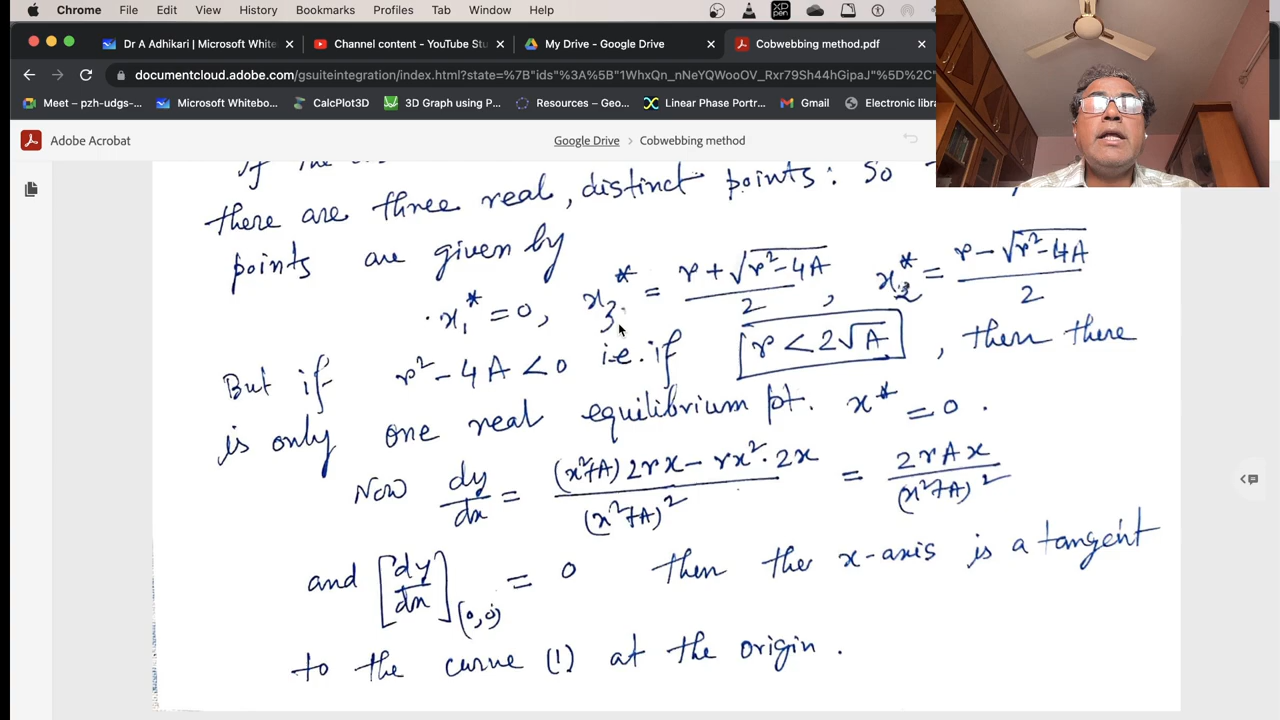 Chrome File Edit View History Bookmarks Profiles Tab Window Help
Dr A Adhikari | Microsoft White Channel content - YouTube Stu My Drive - Google Drive Cobwebbing method.pdf
documentcloud.adobe.com/gsuiteintegration/index.html?state=%7B"ids"%3A%5B"1WhxQn_nNeYQWooOV_Rxr79Sh44hGipaJ"%5D%2C"
Meet – pzh-udgs-... Microsoft Whitebo... CalcPlot3D 3D Graph using P... Resources – Geo... Linear Phase Portr... Gmail Electronic libra
Adobe Acrobat Google Drive > Cobwebbing method
If the
there are three real, distinct points: So
points are given by
x₁* = 0, x₃* = (r + √(r² - 4A))/2, x₂* = (r - √(r² - 4A))/2
But if r² - 4A < 0 i.e. if r < 2√A, then there
is only one real equilibrium pt. x* = 0.
Now dy/dx = ((x²+A) 2rx - rx². 2x)/(x²+A)² = 2rAx/(x²+A)²
and [dy/dx](0,0) = 0 then the x-axis is a tangent
to the curve (1) at the origin.